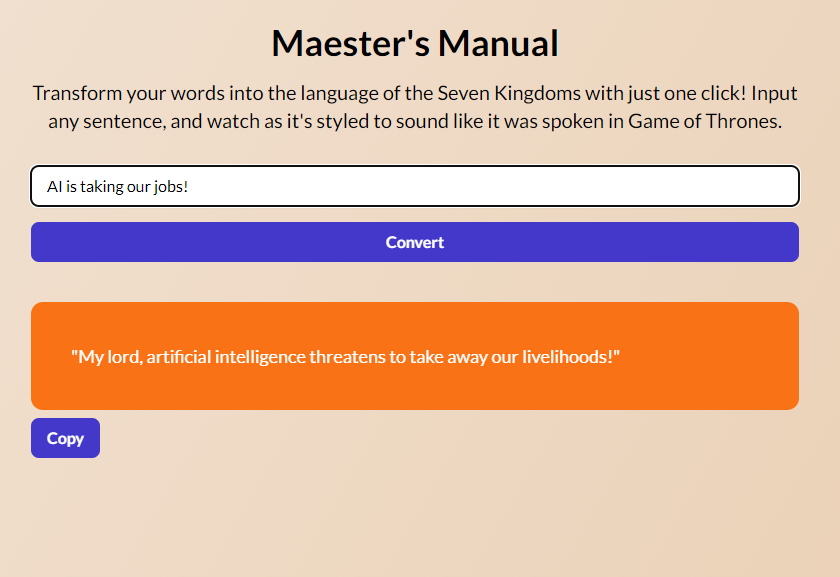 Maester's Manual
Transform your words into the language of the Seven Kingdoms with just one click! Input
any sentence, and watch as it's styled to sound like it was spoken in Game of Thrones.
AI is taking our jobs!
Convert
"My lord, artificial intelligence threatens to take away our livelihoods!"
Copy